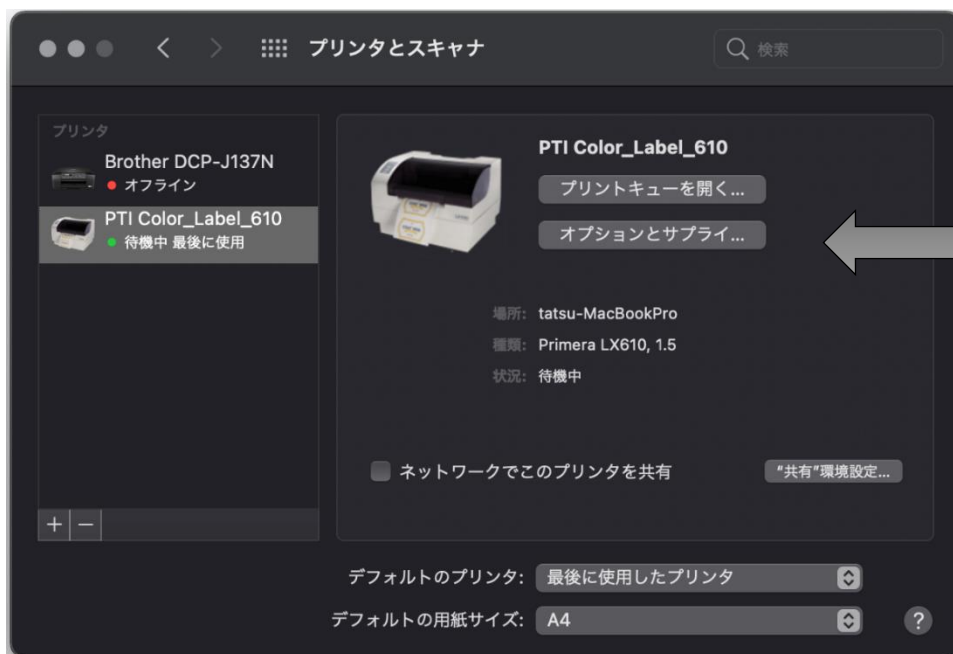 プリンタとスキャナ
検索
プリンタ
Brother DCP-J137N
オフライン
PTI Color_Label_610
待機中 最後に使用
PTI Color_Label_610
プリントキューを開く...
オプションとサプライ...
場所: tatsu-MacBookPro
種類: Primera LX610, 1.5
状況: 待機中
ネットワークでこのプリンタを共有
"共有"環境設定...
+ −
デフォルトのプリンタ: 最後に使用したプリンタ
デフォルトの用紙サイズ: A4
?